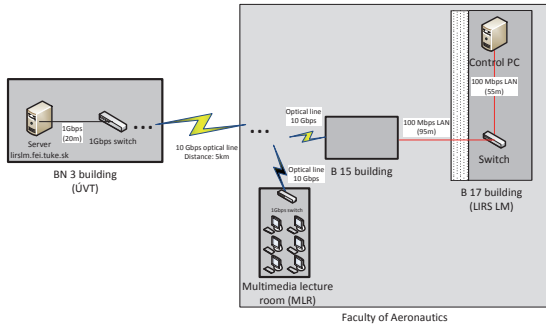 Server
lirslm.fei.tuke.sk
1Gbps
(20m)
1Gbps switch
BN 3 building
(ÚVT)
10 Gbps optical line
Distance: 5km
Optical line
10 Gbps
Optical line
10 Gbps
1Gbps switch
Multimedia lecture
room (MLR)
B 15 building
100 Mbps LAN
(95m)
Control PC
100 Mbps LAN
(55m)
Switch
B 17 building
(LIRS LM)
Faculty of Aeronautics